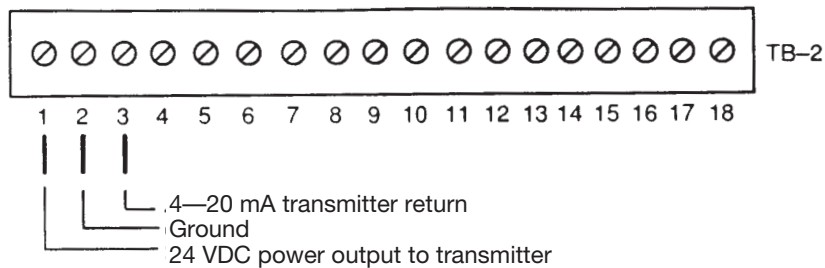 TB–2
1 2 3 4 5 6 7 8 9 10 11 12 13 14 15 16 17 18
4—20 mA transmitter return
Ground
24 VDC power output to transmitter